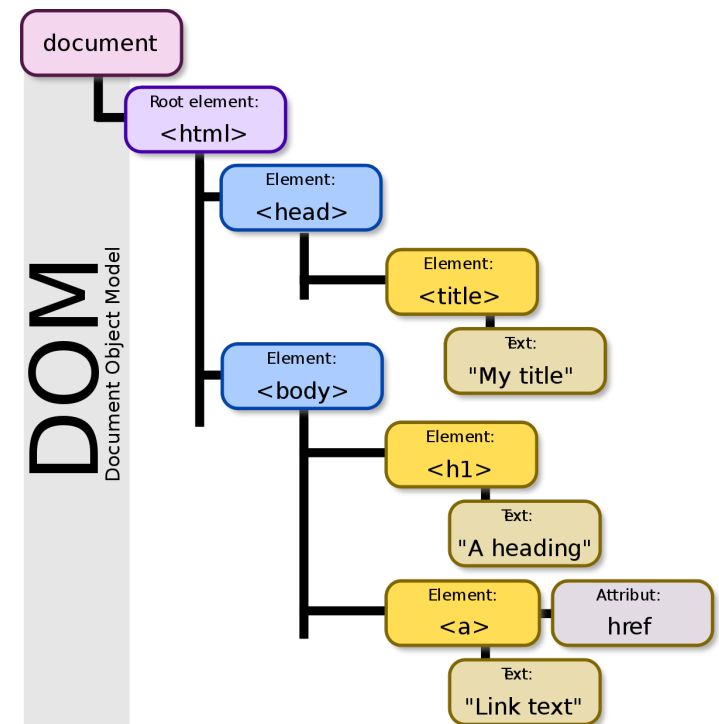 document
Root element:
<html>
Element:
<head>
Element:
<title>
Text:
"My title"
Element:
<body>
Element:
<h1>
Text:
"A heading"
Element:
<a>
Attribut:
href
Text:
"Link text"
DOM
Document Object Model